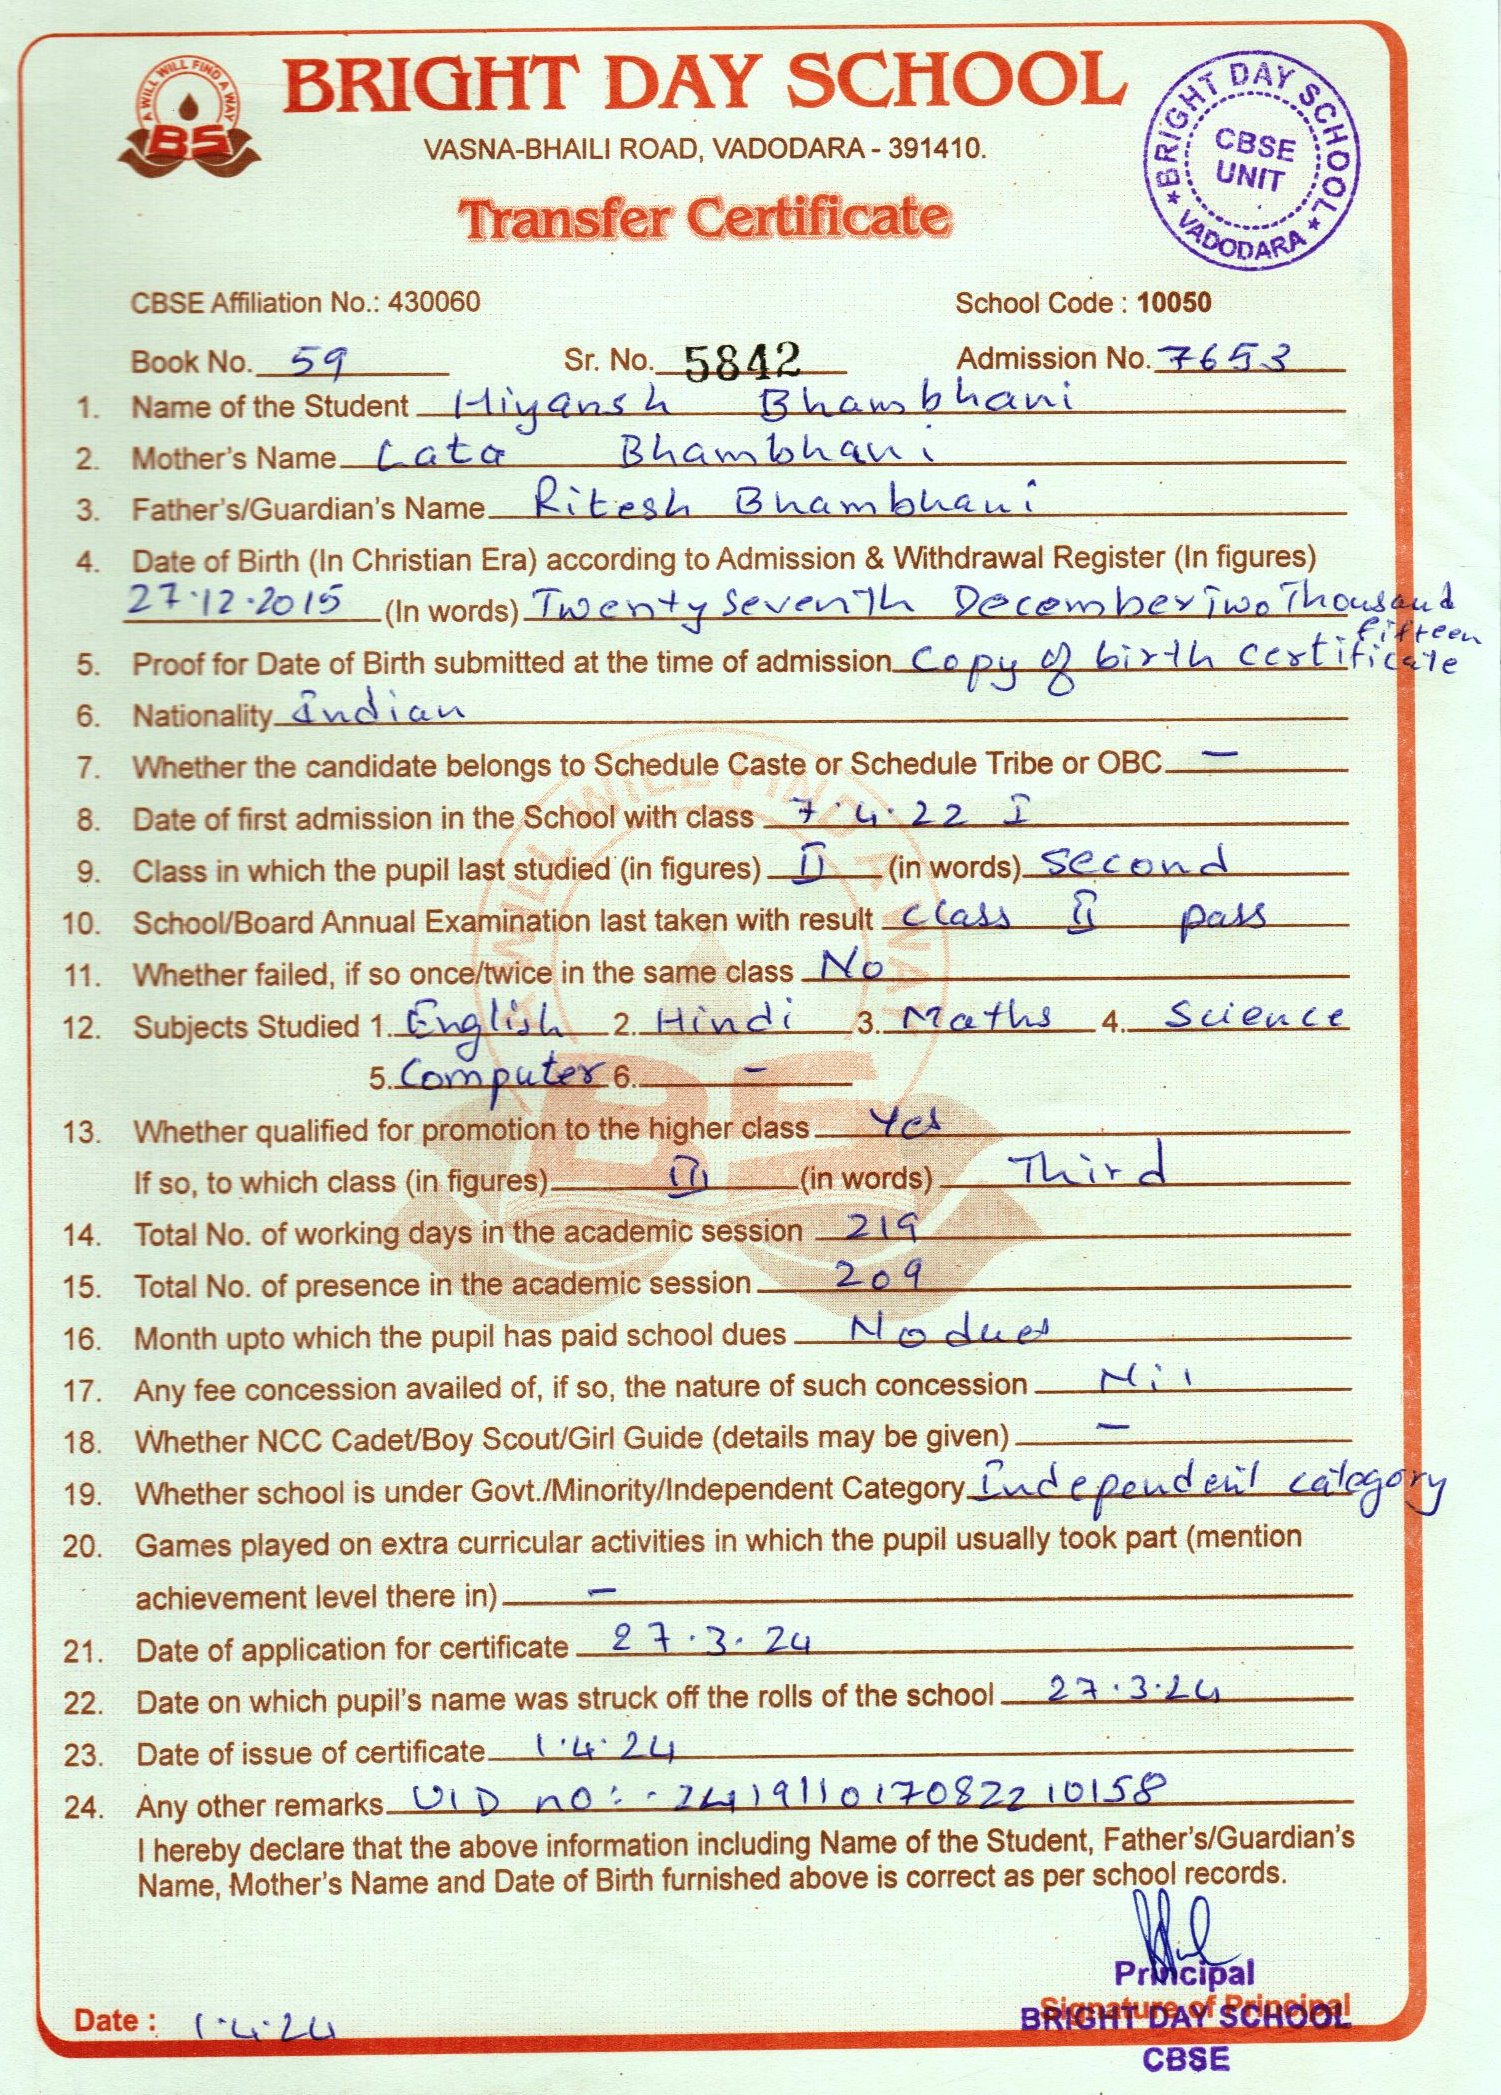 A WILL WILL FIND A WAY
BS
BRIGHT DAY SCHOOL
VASNA-BHAILI ROAD, VADODARA - 391410.
BRIGHT DAY SCHOOL
CBSE
UNIT
★ VADODARA ★
Transfer Certificate
CBSE Affiliation No.: 430060 School Code : 10050
Book No. 59 Sr. No. 5842 Admission No. 7653
1. Name of the Student Hiyansh Bhambhani
2. Mother's Name Lata Bhambhani
3. Father's/Guardian's Name Ritesh Bhambhani
4. Date of Birth (In Christian Era) according to Admission & Withdrawal Register (In figures)
27.12.2015 (In words) Twenty Seventh December Two Thousand
fifteen
5. Proof for Date of Birth submitted at the time of admission Copy of birth certificate
6. Nationality Indian
7. Whether the candidate belongs to Schedule Caste or Schedule Tribe or OBC –
8. Date of first admission in the School with class 7.4.22 I
9. Class in which the pupil last studied (in figures) II (in words) Second
10. School/Board Annual Examination last taken with result class II pass
11. Whether failed, if so once/twice in the same class No
12. Subjects Studied 1. English 2. Hindi 3. Maths 4. Science
5. Computer 6. –
13. Whether qualified for promotion to the higher class Yes
If so, to which class (in figures) III (in words) Third
14. Total No. of working days in the academic session 219
15. Total No. of presence in the academic session 209
16. Month upto which the pupil has paid school dues No dues
17. Any fee concession availed of, if so, the nature of such concession Nil
18. Whether NCC Cadet/Boy Scout/Girl Guide (details may be given) –
19. Whether school is under Govt./Minority/Independent Category Independent category
20. Games played on extra curricular activities in which the pupil usually took part (mention
achievement level there in) –
21. Date of application for certificate 27.3.24
22. Date on which pupil's name was struck off the rolls of the school 27.3.24
23. Date of issue of certificate 1.4.24
24. Any other remarks UID no:- 241911017082210158
I hereby declare that the above information including Name of the Student, Father's/Guardian's
Name, Mother's Name and Date of Birth furnished above is correct as per school records.
Principal
Signature of Principal
BRIGHT DAY SCHOOL
CBSE
Date : 1.4.24